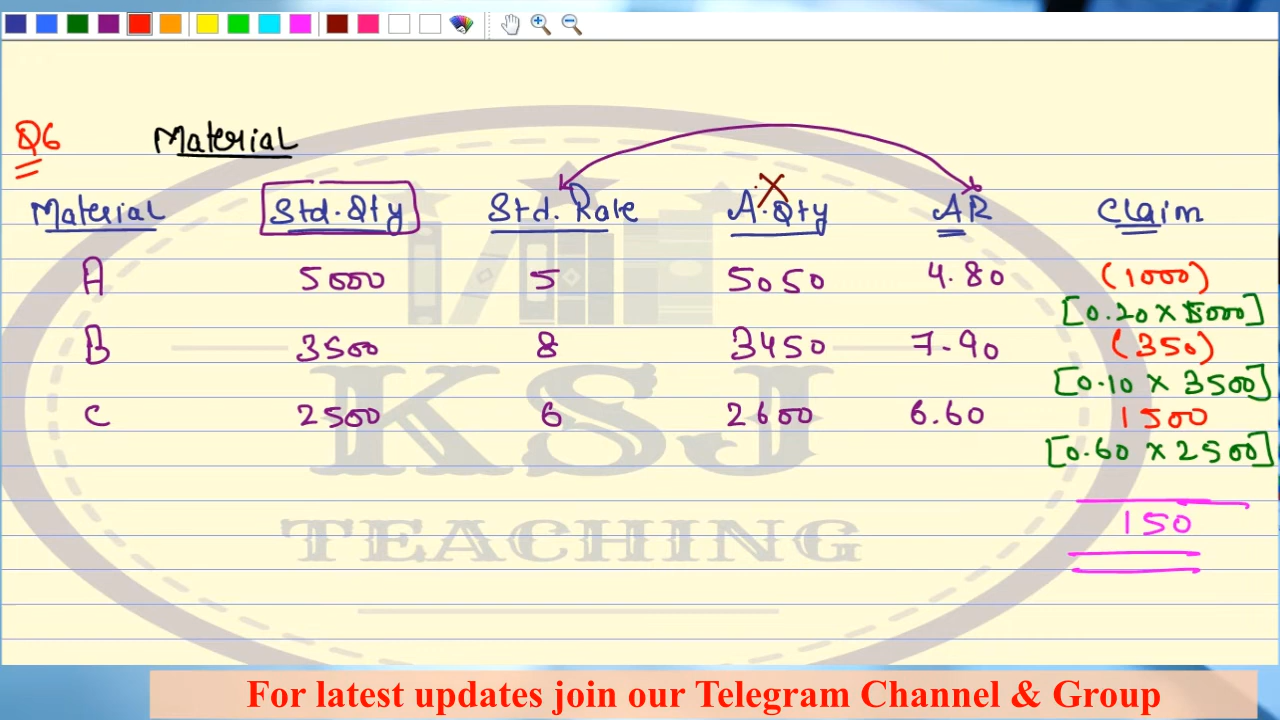 Q6 Material
Material Std. Qty Std. Rate A. Qty AR Claim
A 5000 5 5050 4.80 (1000)
[0.20 × 5000]
B 3500 8 3450 7.90 (350)
[0.10 × 3500]
C 2500 6 2600 6.60 1500
[0.60 × 2500]
150
KSJ
TEACHING
For latest updates join our Telegram Channel & Group